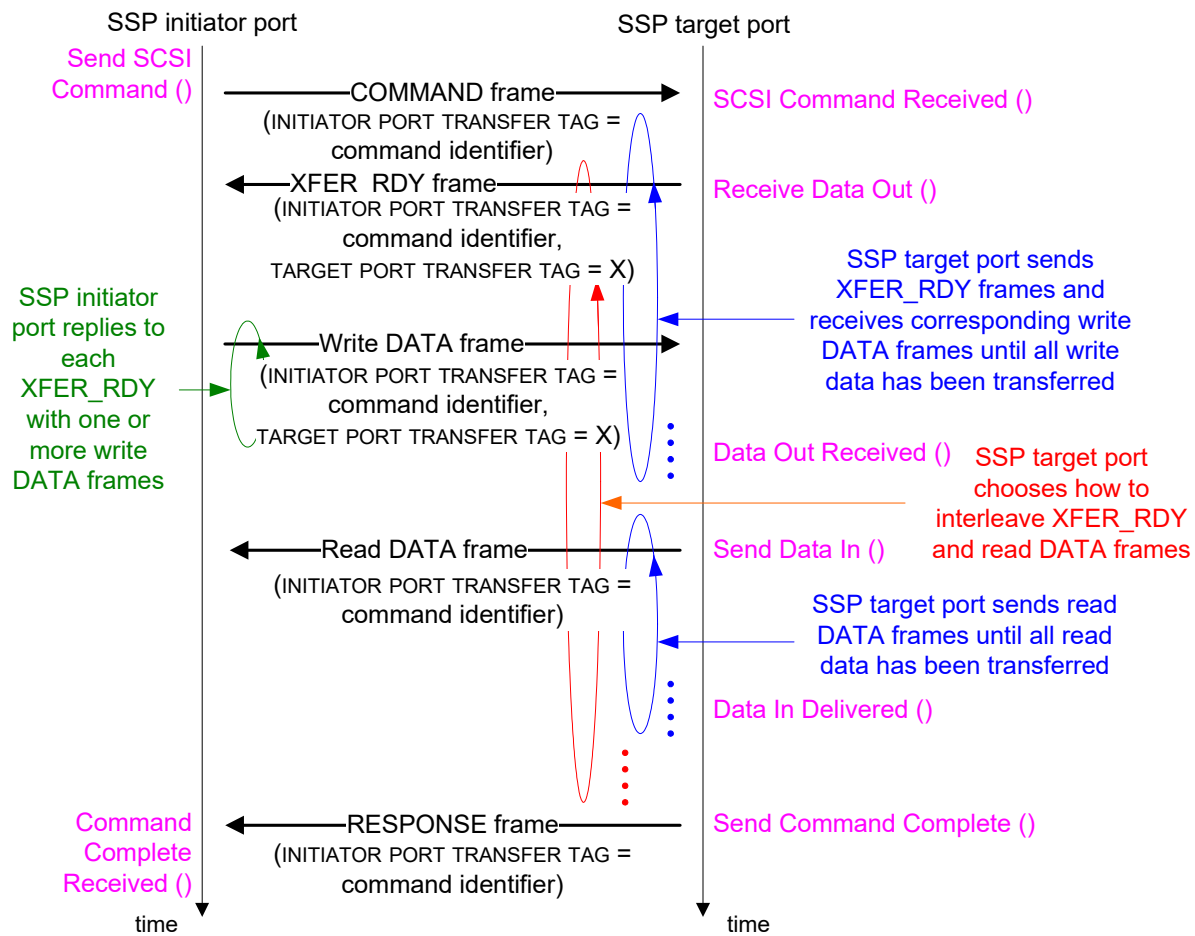 SSP initiator port
SSP target port
Send SCSI
Command ()
COMMAND frame
(INITIATOR PORT TRANSFER TAG =
command identifier)
SCSI Command Received ()
XFER_RDY frame
(INITIATOR PORT TRANSFER TAG =
command identifier,
TARGET PORT TRANSFER TAG = X)
Receive Data Out ()
SSP target port sends
XFER_RDY frames and
receives corresponding write
DATA frames until all write
data has been transferred
SSP initiator
port replies to
each
XFER_RDY
with one or
more write
DATA frames
Write DATA frame
(INITIATOR PORT TRANSFER TAG =
command identifier,
TARGET PORT TRANSFER TAG = X)
Data Out Received ()
SSP target port
chooses how to
interleave XFER_RDY
and read DATA frames
Read DATA frame
(INITIATOR PORT TRANSFER TAG =
command identifier)
Send Data In ()
SSP target port sends read
DATA frames until all read
data has been transferred
Data In Delivered ()
Command
Complete
Received ()
RESPONSE frame
(INITIATOR PORT TRANSFER TAG =
command identifier)
Send Command Complete ()
time
time